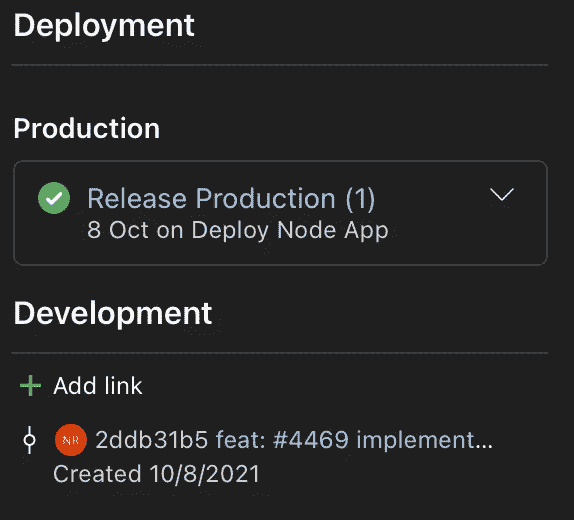 Deployment
Production
Release Production (1)
8 Oct on Deploy Node App
Development
Add link
NR 2ddb31b5 feat: #4469 implement...
Created 10/8/2021